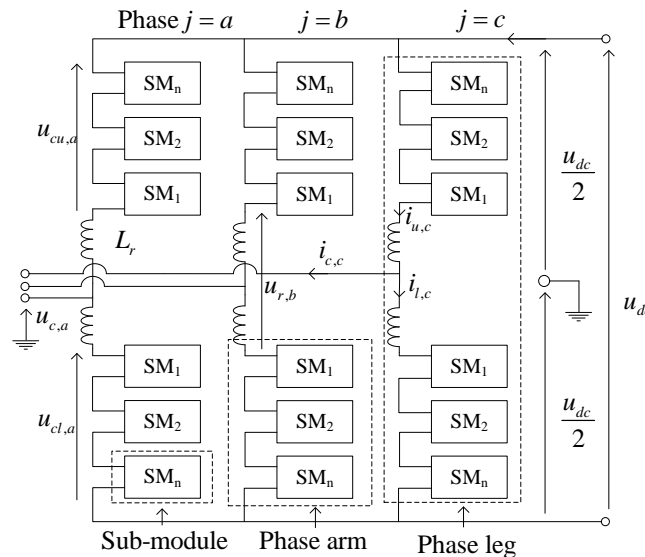 Phase j = a j = b j = c
SMn SMn SMn
SM2 SM2 SM2
SM1 SM1 SM1
ucu,a
udc/2
Lr
iu,c
ic,c
ur,b
il,c
uc,a
ud
SM1 SM1 SM1
ucl,a
SM2 SM2 SM2
udc/2
SMn SMn SMn
Sub-module Phase arm Phase leg